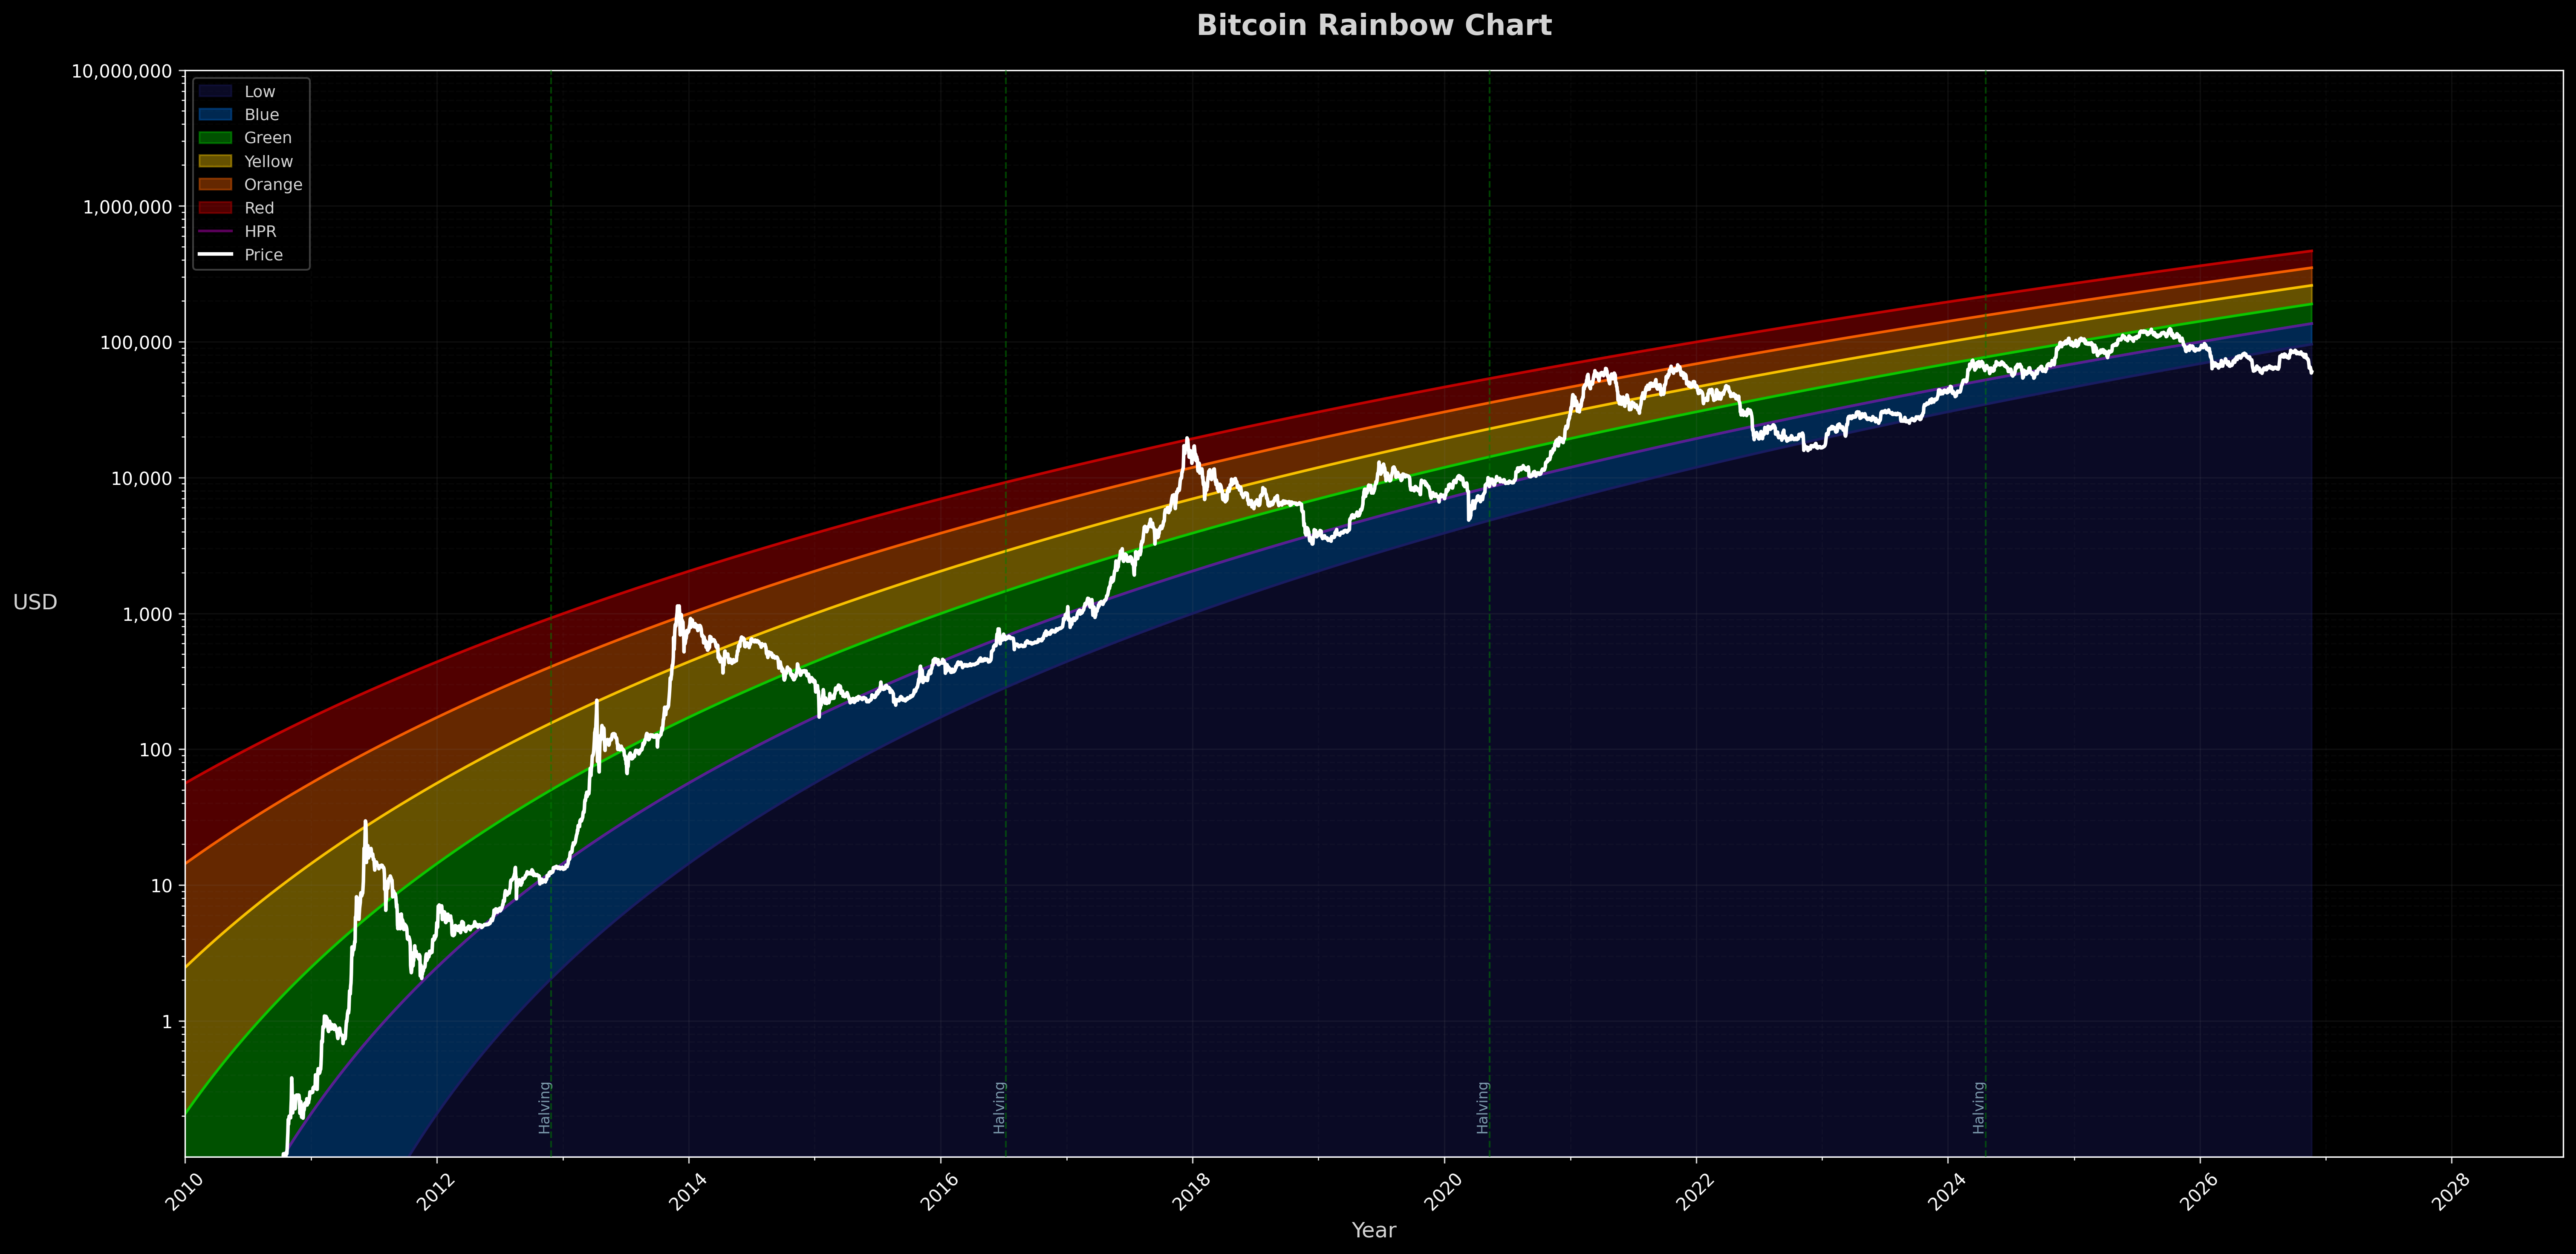 Bitcoin Rainbow Chart
10,000,000
1,000,000
100,000
10,000
1,000
100
10
1
USD
Low
Blue
Green
Yellow
Orange
Red
HPR
Price
Halving
Halving
Halving
Halving
2010
2012
2014
2016
2018
2020
2022
2024
2026
2028
Year